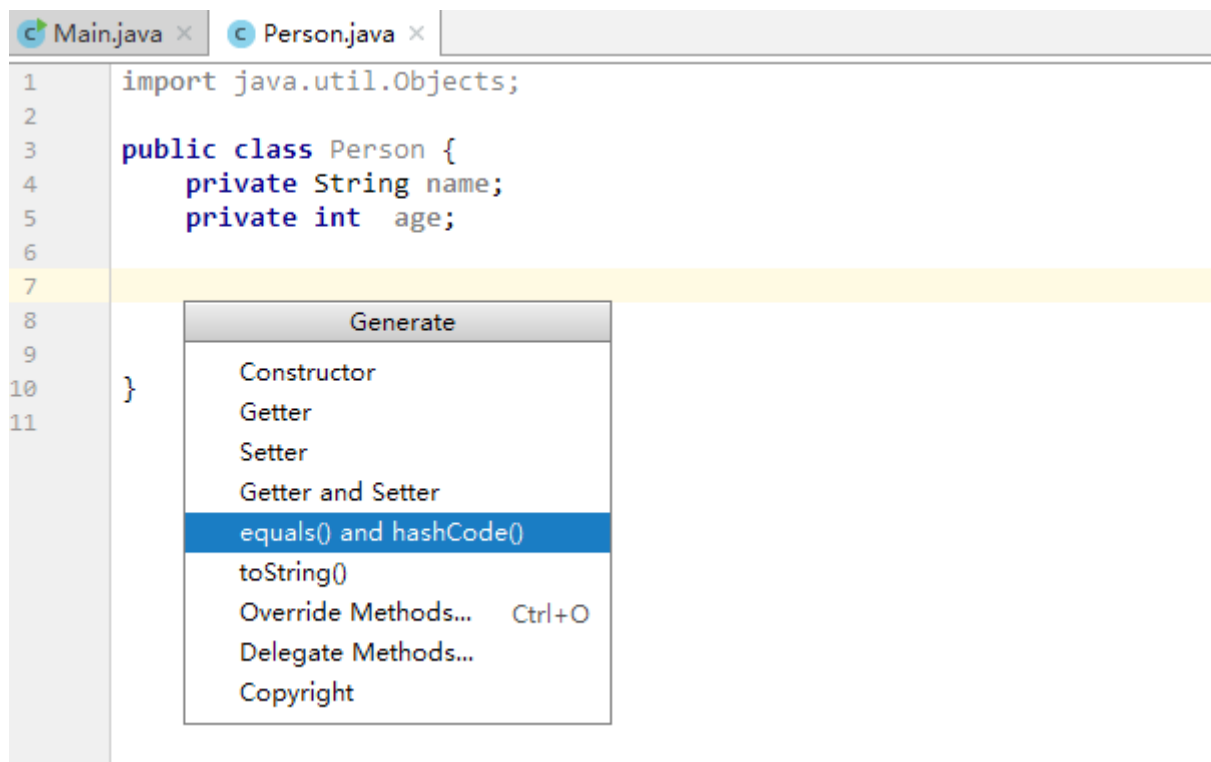 Main.java Person.java
1 import java.util.Objects;
2
3 public class Person {
4 private String name;
5 private int  age;
6
7
8
9
10 }
11
Generate
Constructor
Getter
Setter
Getter and Setter
equals() and hashCode()
toString()
Override Methods... Ctrl+O
Delegate Methods...
Copyright